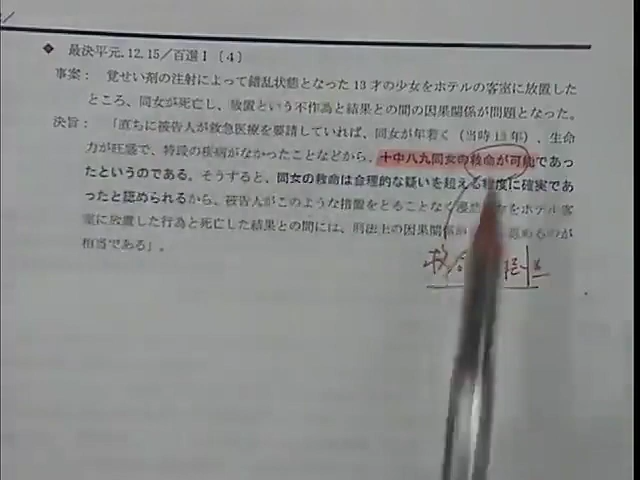 ❖ 最決平元.12.15/百選Ⅰ〔4〕
事案： 覚せい剤の注射によって錯乱状態となった13才の少女をホテルの客室に放置した
ところ、同女が死亊し、放置という不作為と結果との間の因果関係が問題となった。
決旨： 「直ちに被告人が救急医療を要請していれば、同女が年若く（当時13年）、生命
力が旺盛で、特段の疾病がなかったことなどから、十中八九同女の救命が可能であっ
たというのである。そうすると、同女の救命は合理的な疑いを超える程度に確実であ
ったと認められるから、被告人がこのような措置をとることなく 女をホテル客
室に放置した行為と死亡した結果との間には、刑法上の因果関係が 認めるのが
相当である」。